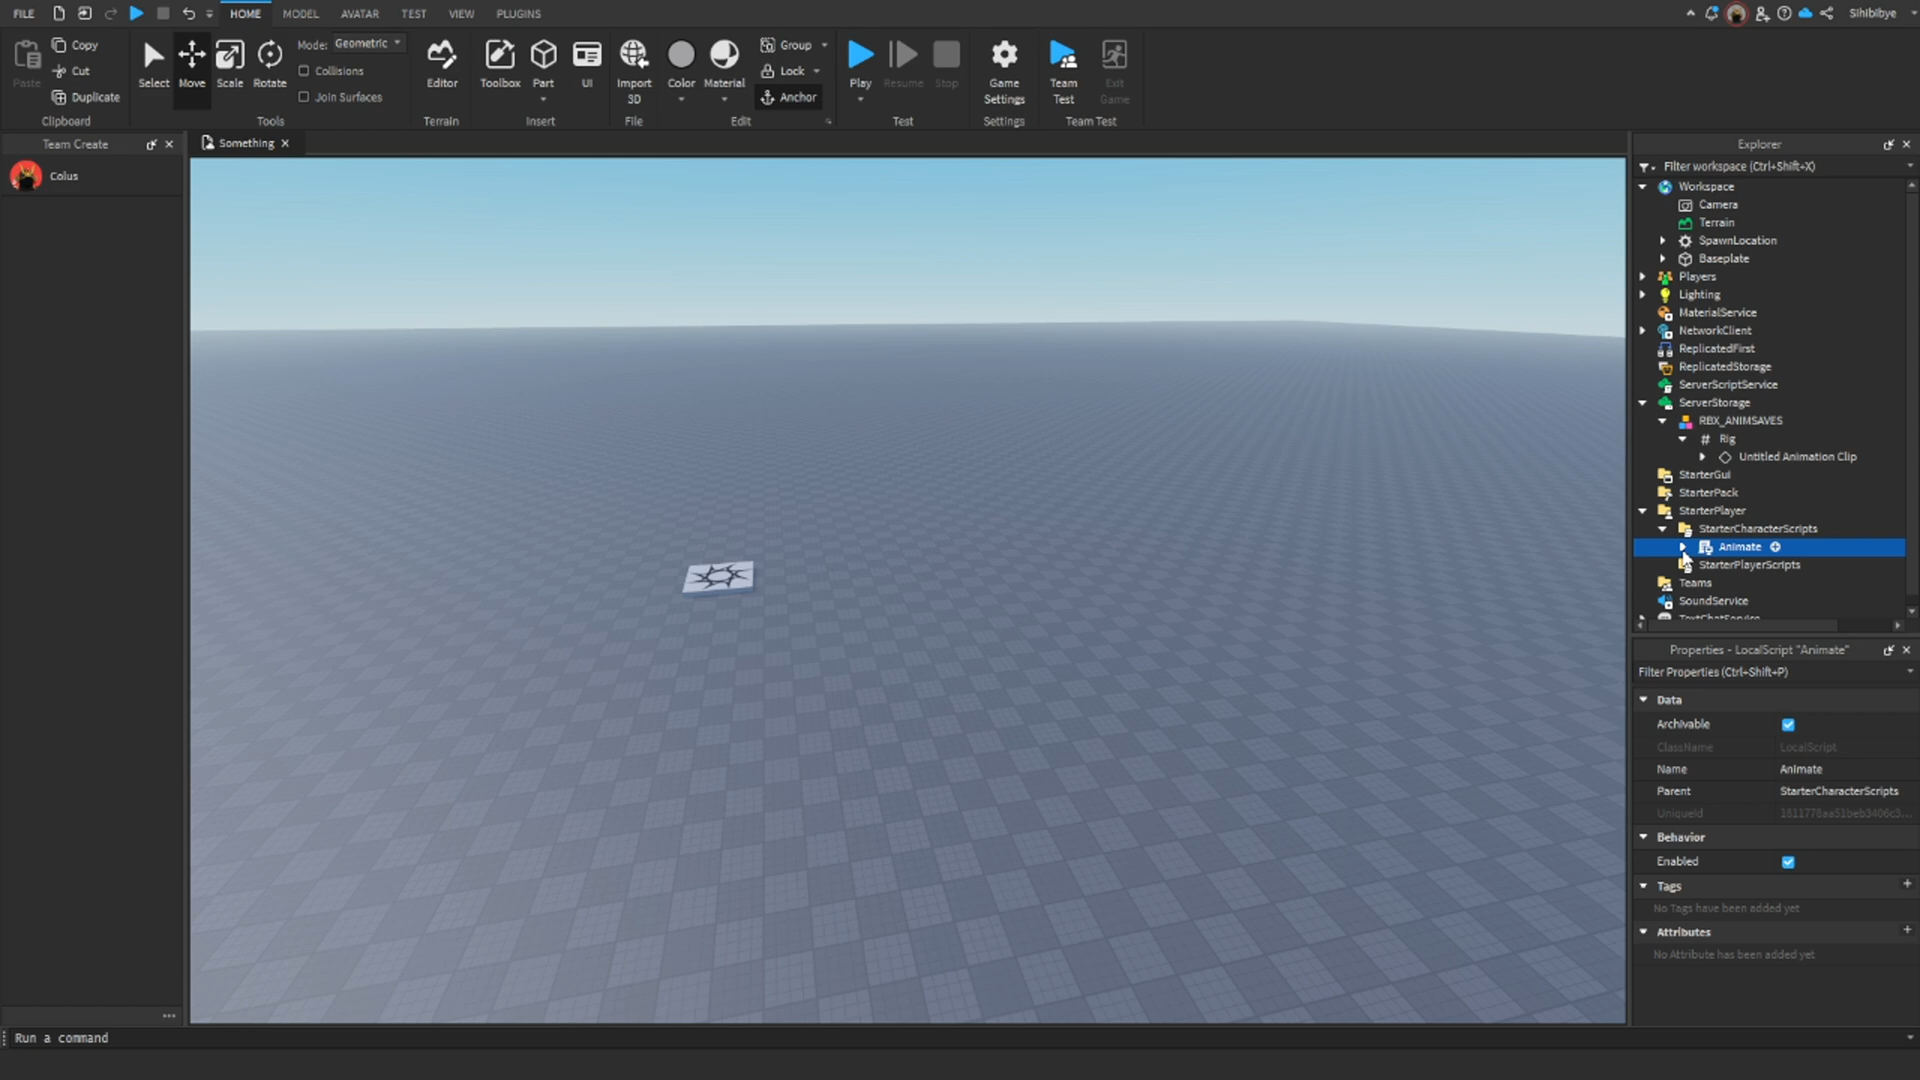 FILE HOME MODEL AVATAR TEST VIEW PLUGINS Sihibibye
Paste Copy Cut Duplicate Clipboard
Select Move Scale Rotate Mode: Geometric Collisions Join Surfaces Tools
Editor Terrain
Toolbox Part UI Insert
Import 3D File
Color Material Group Lock Anchor Edit
Play Resume Stop Test
Game Settings Settings
Team Test Exit Game Team Test
Team Create
Colus
Something
Explorer
Filter workspace (Ctrl+Shift+X)
Workspace
Camera
Terrain
SpawnLocation
Baseplate
Players
Lighting
MaterialService
NetworkClient
ReplicatedFirst
ReplicatedStorage
ServerScriptService
ServerStorage
RBX_ANIMSAVES
# Rig
Untitled Animation Clip
StarterGui
StarterPack
StarterPlayer
StarterCharacterScripts
Animate
StarterPlayerScripts
Teams
SoundService
TextChatService
Properties - LocalScript "Animate"
Filter Properties (Ctrl+Shift+P)
Data
Archivable
ClassName LocalScript
Name Animate
Parent StarterCharacterScripts
UniqueId
Behavior
Enabled
Tags +
No Tags have been added yet
Attributes +
No Attribute has been added yet
Run a command